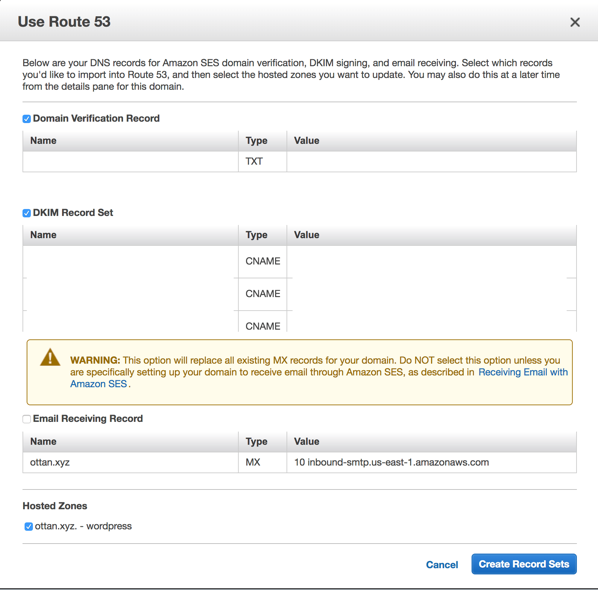 Use Route 53
Below are your DNS records for Amazon SES domain verification, DKIM signing, and email receiving. Select which records
you'd like to import into Route 53, and then select the hosted zones you want to update. You may also do this at a later time
from the details pane for this domain.
Domain Verification Record
Name Type Value
TXT
DKIM Record Set
Name Type Value
CNAME
CNAME
CNAME
WARNING: This option will replace all existing MX records for your domain. Do NOT select this option unless you
are specifically setting up your domain to receive email through Amazon SES, as described in Receiving Email with
Amazon SES.
Email Receiving Record
Name Type Value
ottan.xyz MX 10 inbound-smtp.us-east-1.amazonaws.com
Hosted Zones
ottan.xyz. - wordpress
Cancel Create Record Sets